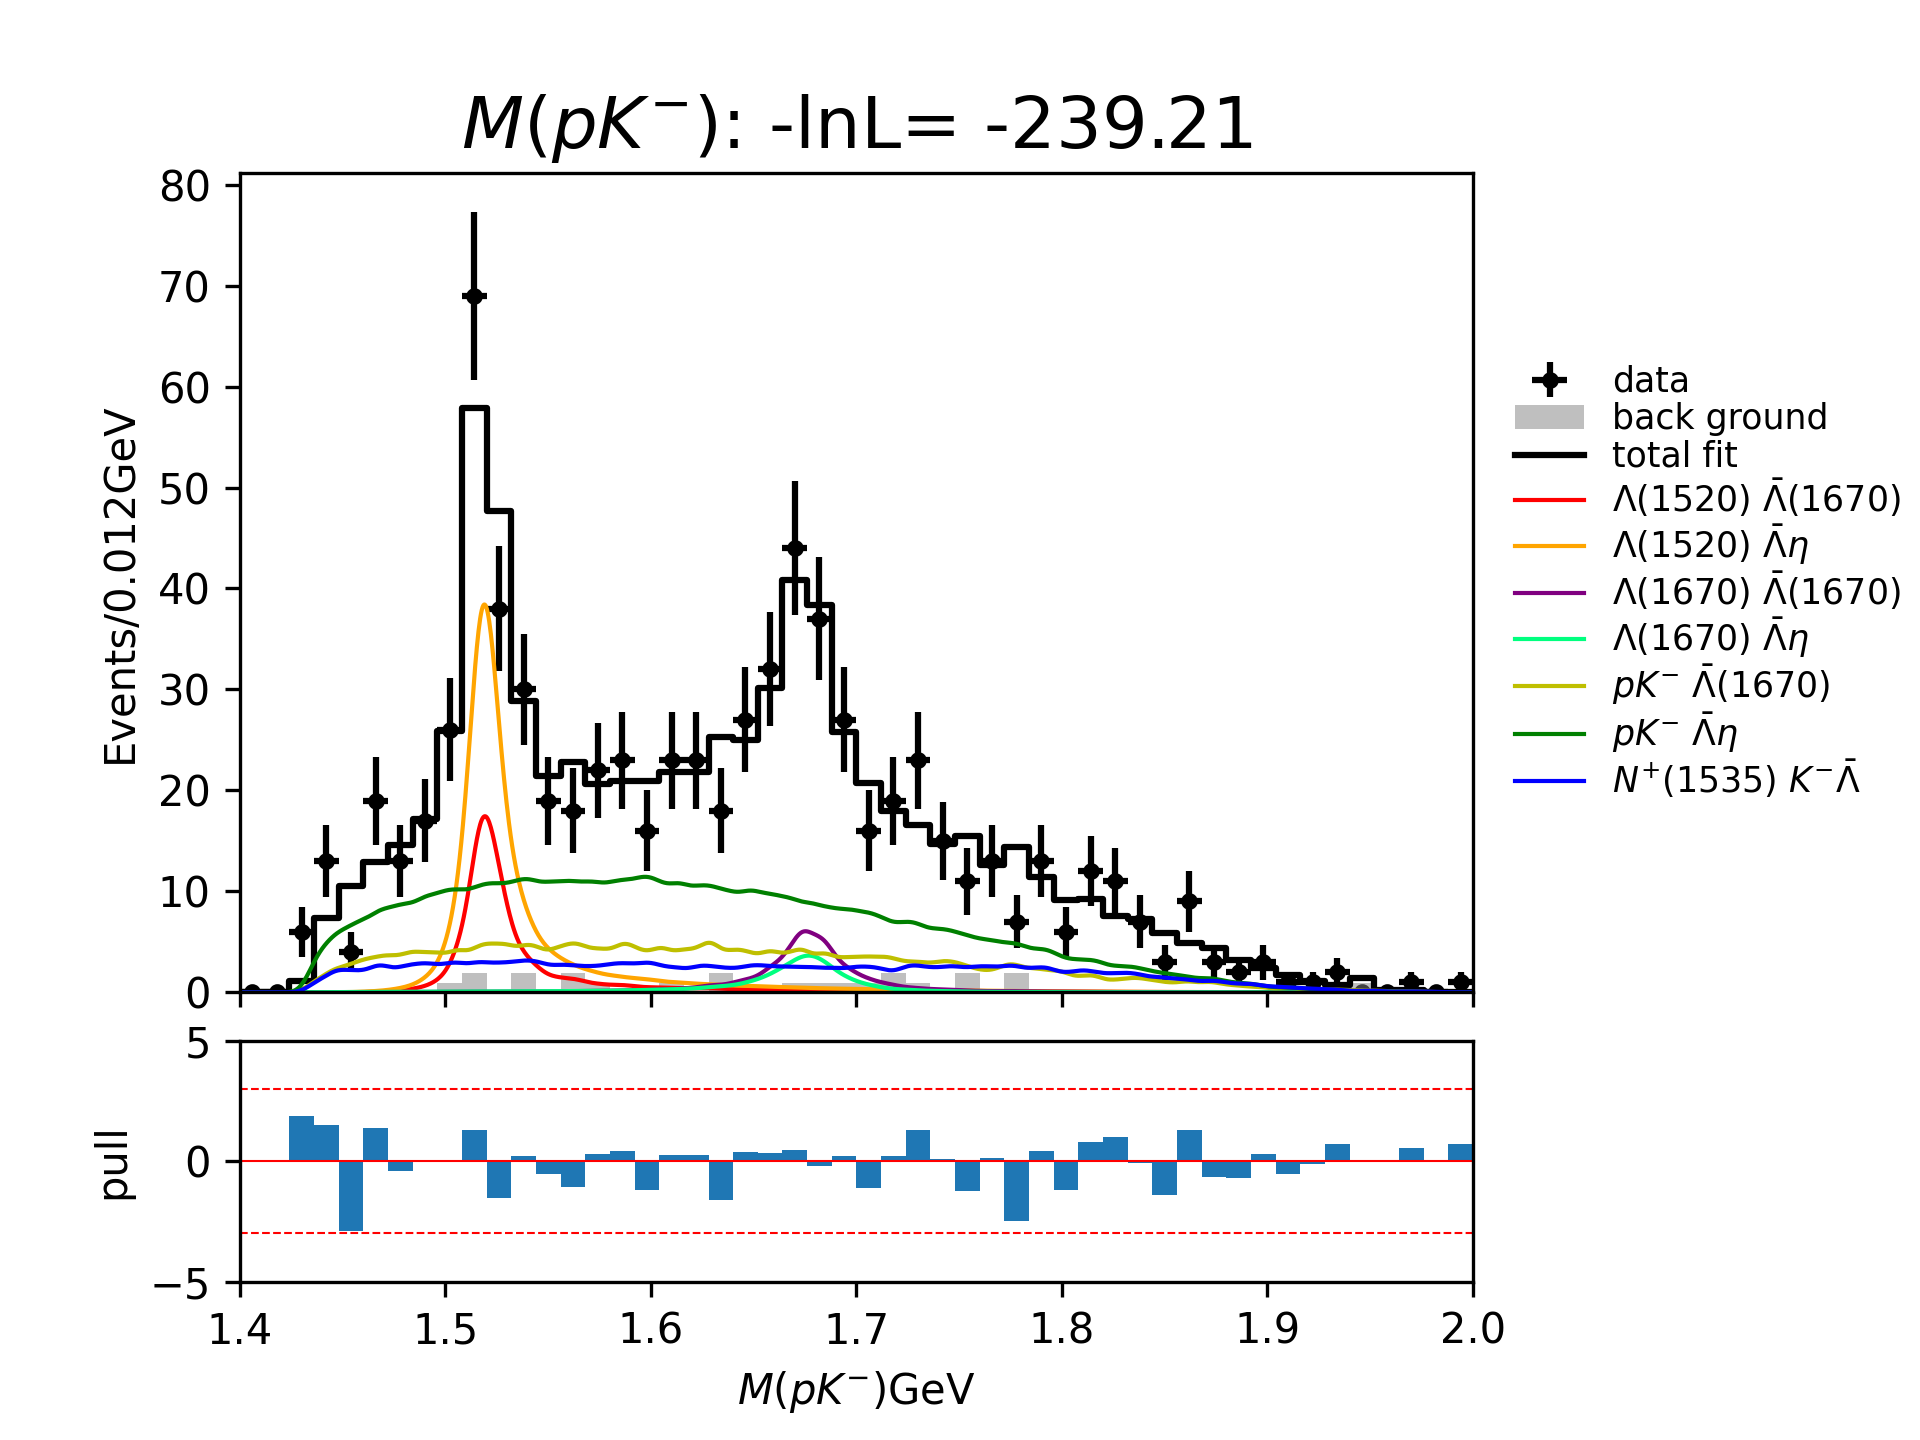 M(pK⁻): -lnL= -239.21
80
70
60
50
40
30
20
10
0
Events/0.012GeV
data
back ground
total fit
Λ(1520) Λ̄(1670)
Λ(1520) Λ̄η
Λ(1670) Λ̄(1670)
Λ(1670) Λ̄η
pK⁻ Λ̄(1670)
pK⁻ Λ̄η
N⁺(1535) K⁻Λ̄
5
0
−5
pull
1.4 1.5 1.6 1.7 1.8 1.9 2.0
M(pK⁻)GeV